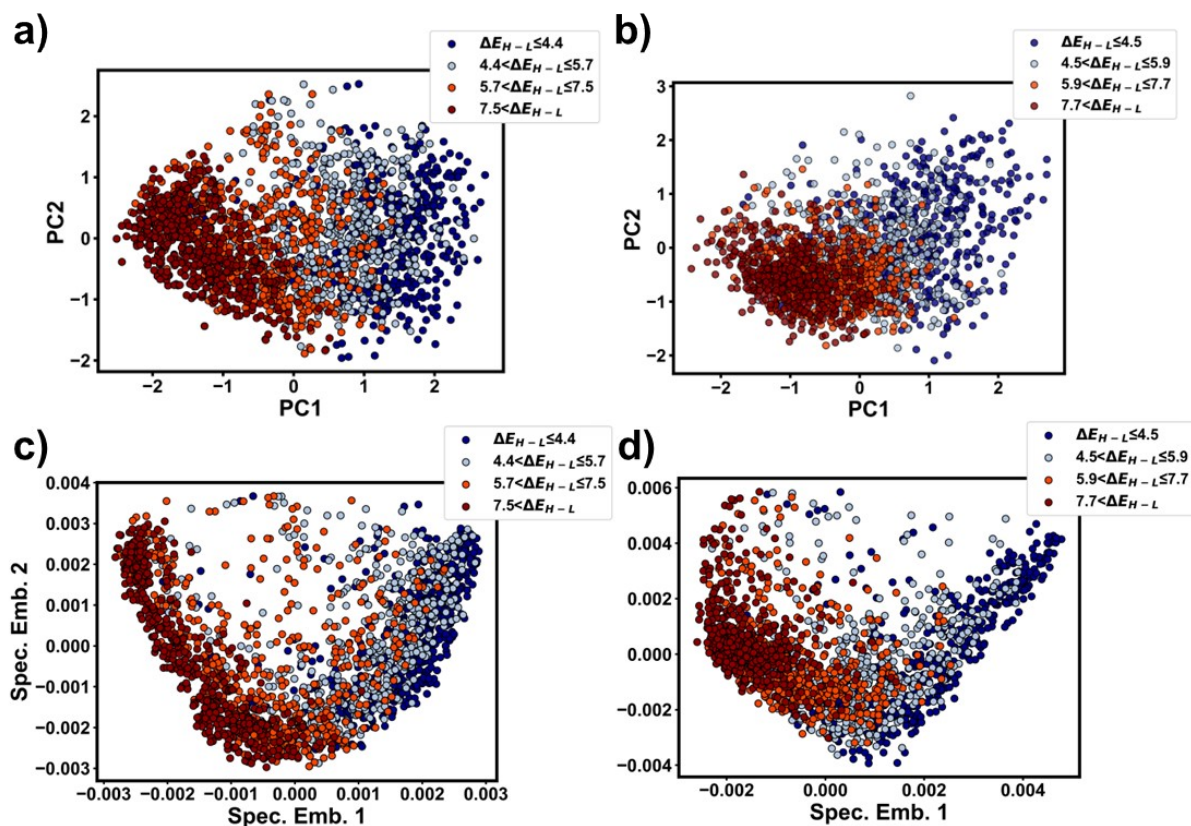 a)
ΔE_H−L≤4.4
4.4<ΔE_H−L≤5.7
5.7<ΔE_H−L≤7.5
7.5<ΔE_H−L
2
1
0
−1
−2
PC2
−2 −1 0 1 2
PC1
b)
ΔE_H−L≤4.5
4.5<ΔE_H−L≤5.9
5.9<ΔE_H−L≤7.7
7.7<ΔE_H−L
3
2
1
0
−1
−2
PC2
−2 −1 0 1 2
PC1
c)
ΔE_H−L≤4.4
4.4<ΔE_H−L≤5.7
5.7<ΔE_H−L≤7.5
7.5<ΔE_H−L
0.004
0.003
0.002
0.001
0.000
−0.001
−0.002
−0.003
Spec. Emb. 2
−0.003 −0.002 −0.001 0.000 0.001 0.002 0.003
Spec. Emb. 1
d)
ΔE_H−L≤4.5
4.5<ΔE_H−L≤5.9
5.9<ΔE_H−L≤7.7
7.7<ΔE_H−L
0.006
0.004
0.002
0.000
−0.002
−0.004
−0.002 0.000 0.002 0.004
Spec. Emb. 1